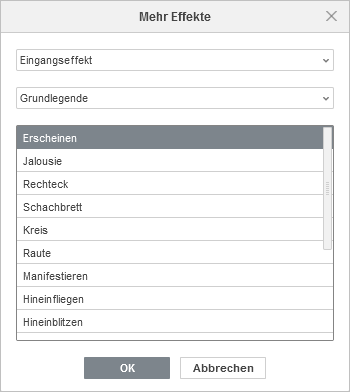 Mehr Effekte
Eingangseffekt
Grundlegende
Erscheinen
Jalousie
Rechteck
Schachbrett
Kreis
Raute
Manifestieren
Hineinfliegen
Hineinblitzen
OK
Abbrechen